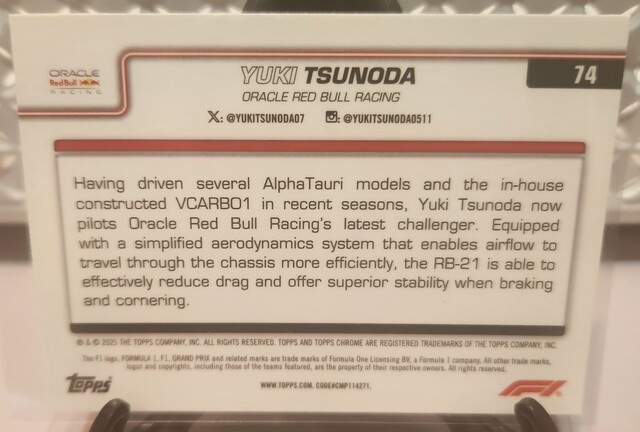 ORACLE
Red Bull
RACING
YUKI TSUNODA
74
ORACLE RED BULL RACING
X: @YUKITSUNODA07 : @YUKITSUNODA0511
Having driven several AlphaTauri models and the in-house
constructed VCARB01 in recent seasons, Yuki Tsunoda now
pilots Oracle Red Bull Racing's latest challenger. Equipped
with a simplified aerodynamics system that enables airflow to
travel through the chassis more efficiently, the RB-21 is able to
effectively reduce drag and offer superior stability when braking
and cornering.
® & © 2025 THE TOPPS COMPANY, INC. ALL RIGHTS RESERVED. TOPPS AND TOPPS CHROME ARE REGISTERED TRADEMARKS OF THE TOPPS COMPANY, INC.
The F1 logo, FORMULA 1, F1, GRAND PRIX and related marks are trade marks of Formula One Licensing BV, a Formula 1 company. All other trade marks,
logos and copyrights, including those of the teams featured, are the property of their respective owners. All rights reserved.
Topps
WWW.TOPPS.COM. CODE#CMP114271.
F1